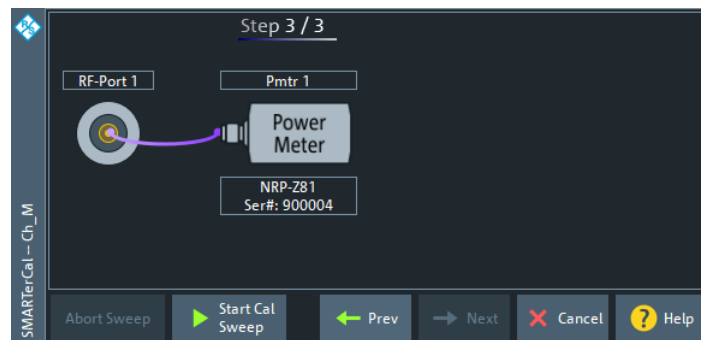 Step 3 / 3
RF-Port 1
Pmtr 1
Power
Meter
NRP-Z81
Ser#: 900004
SMARTerCal – Ch_M
Abort Sweep
Start Cal
Sweep
Prev
Next
Cancel
? Help